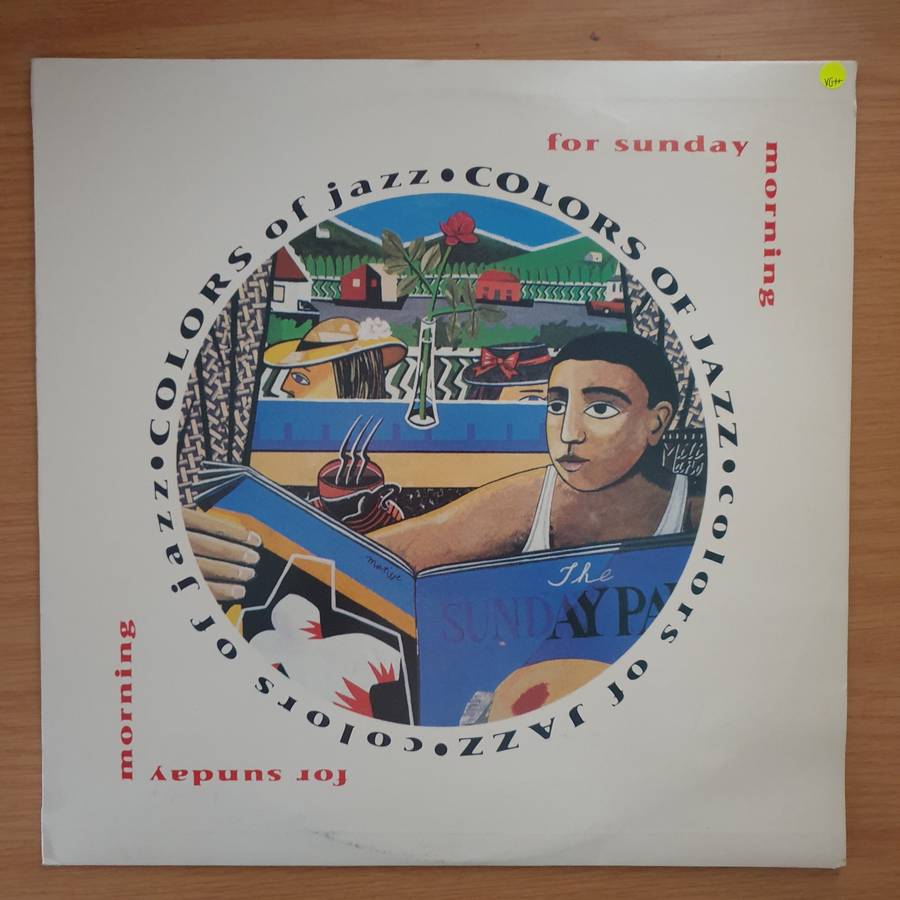 VG++
for sunday
morning
COLORS of jazz • COLORS OF JAZZ • colors of JAZZ • colors of jazz •
The
SUNDAY PA
morning
for sunday